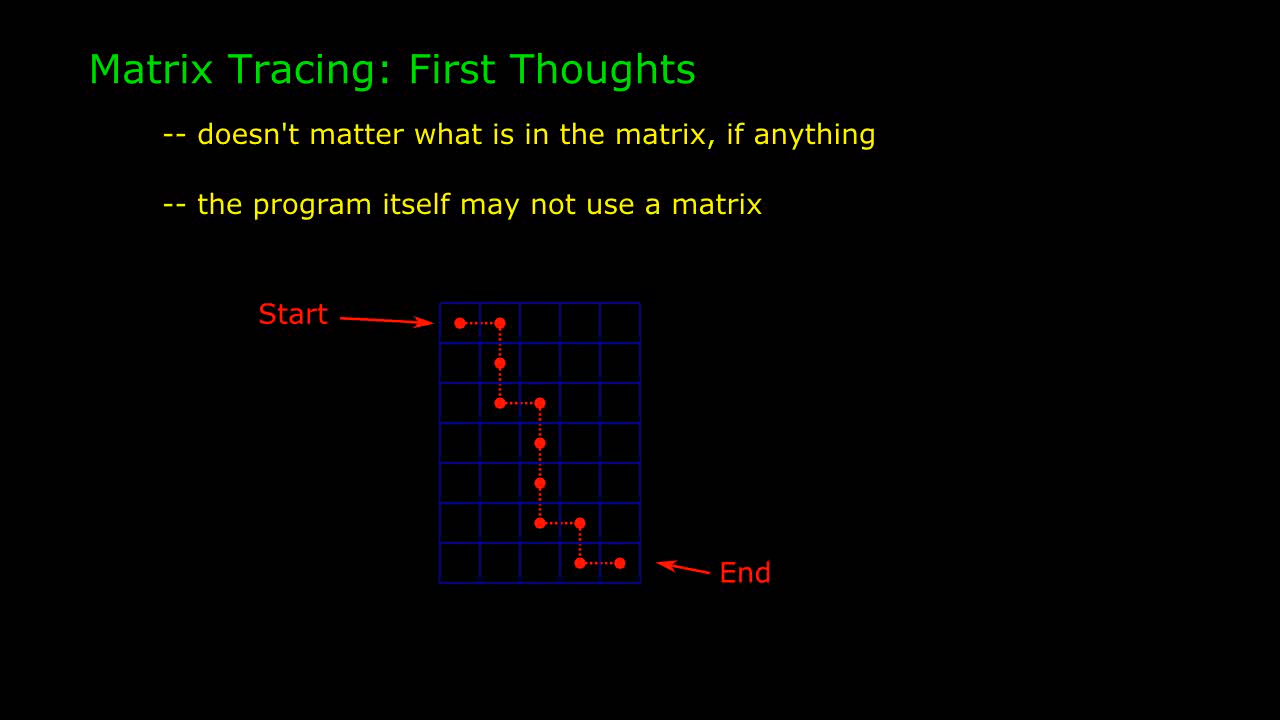 Matrix Tracing: First Thoughts
-- doesn't matter what is in the matrix, if anything
-- the program itself may not use a matrix
Start
End